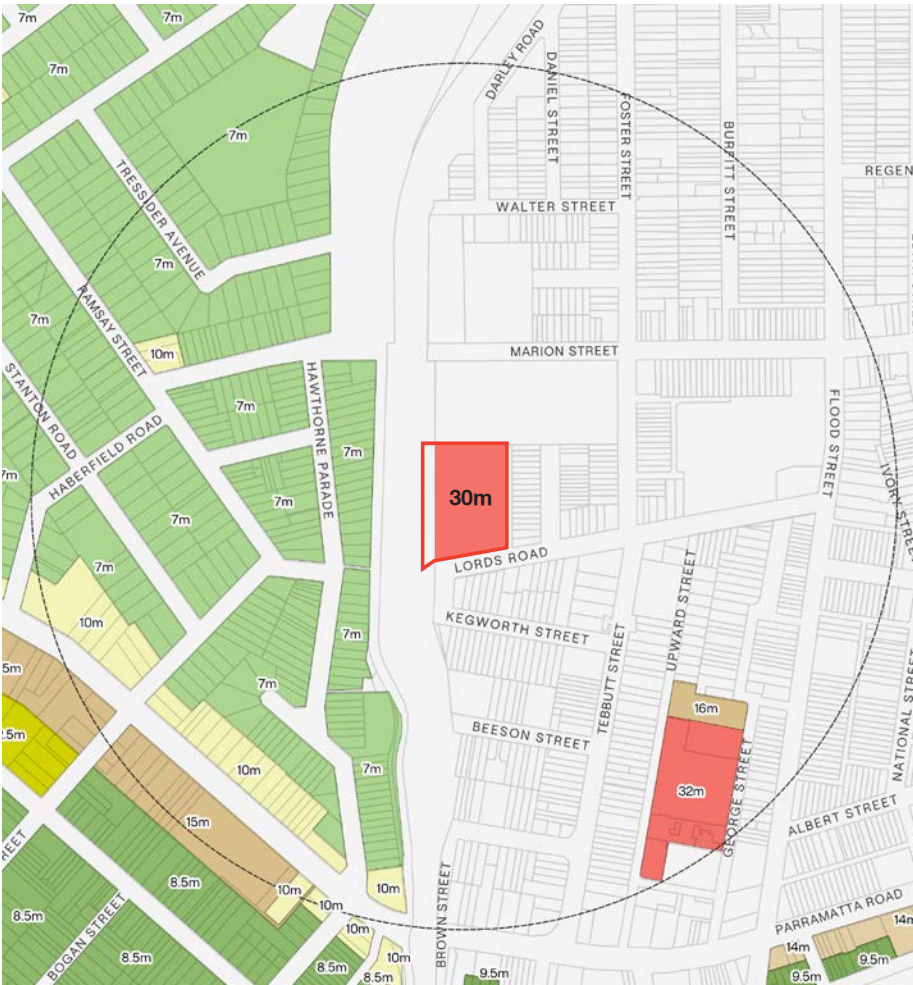 7m
7m
7m
DARLEY ROAD
DANIEL STREET
FOSTER STREET
BURFITT STREET
7m
TRESSIDER AVENUE
REGEN
WALTER STREET
7m
RAMSAY STREET
7m
10m
MARION STREET
STANTON ROAD
HAWTHORNE PARADE
7m
FLOOD STREET
HABERFIELD ROAD
7m
7m
7m
7m
30m
IVORY STREET
7m
LORDS ROAD
UPWARD STREET
10m
KEGWORTH STREET
7m
TEBBUTT STREET
NATIONAL STREET
5m
7m
16m
2.5m
BEESON STREET
10m
7m
32m
GEORGE STREET
15m
ALBERT STREET
REET
8.5m
10m
10m
10m
BROWN STREET
PARRAMATTA ROAD
8.5m
BOGAN STREET
10m
14m
8.5m
10m
14m
8.5m
8.5m
9.5m
9.5m
9.5m